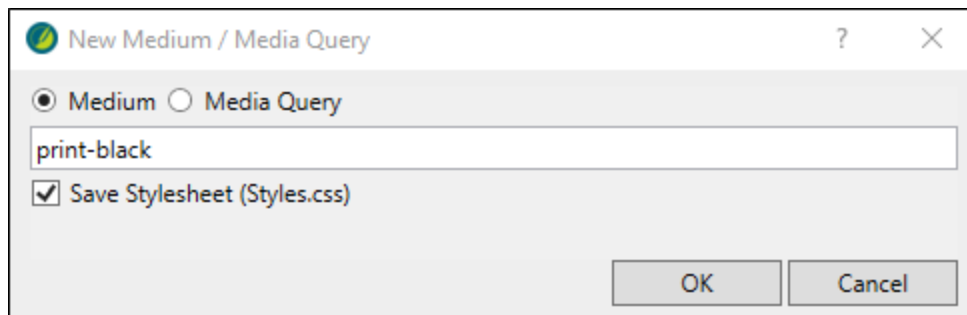 New Medium / Media Query ?
Medium Media Query
print-black
Save Stylesheet (Styles.css)
OK Cancel